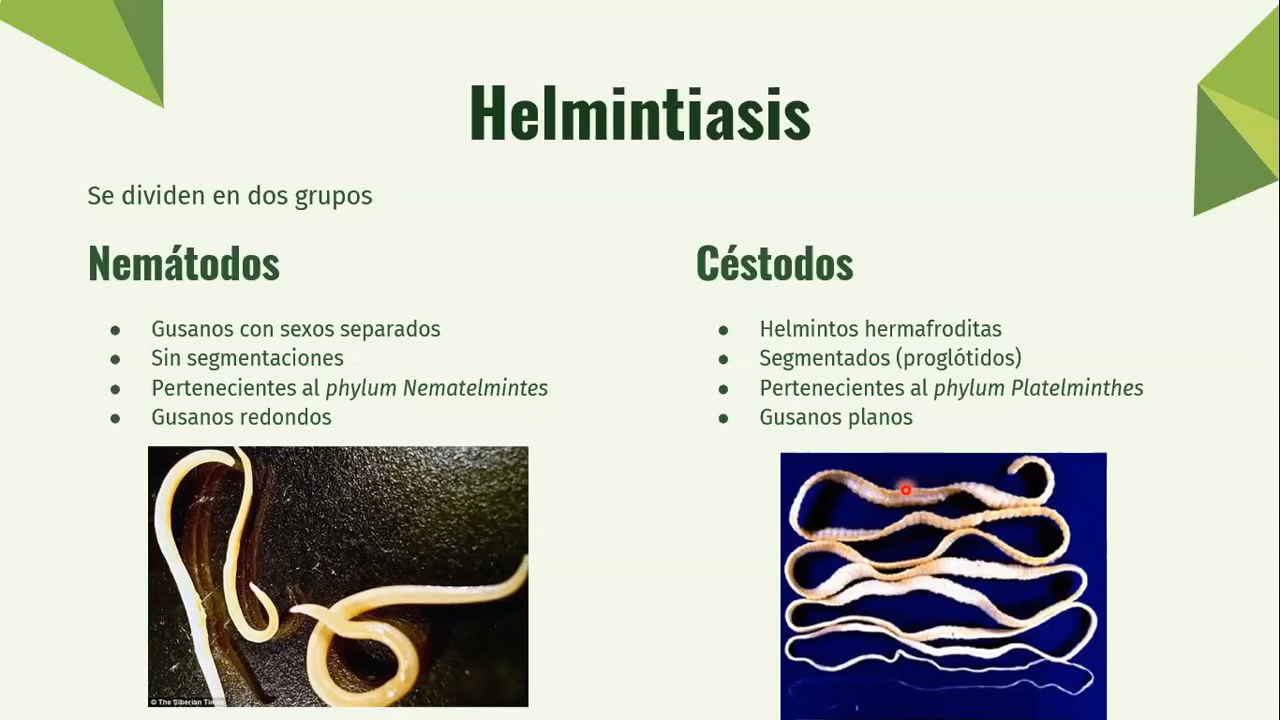 Helmintiasis
Se dividen en dos grupos
Nemátodos
● Gusanos con sexos separados
● Sin segmentaciones
● Pertenecientes al phylum Nematelmintes
● Gusanos redondos
© The Siberian Times
Céstodos
● Helmintos hermafroditas
● Segmentados (proglótidos)
● Pertenecientes al phylum Platelminthes
● Gusanos planos